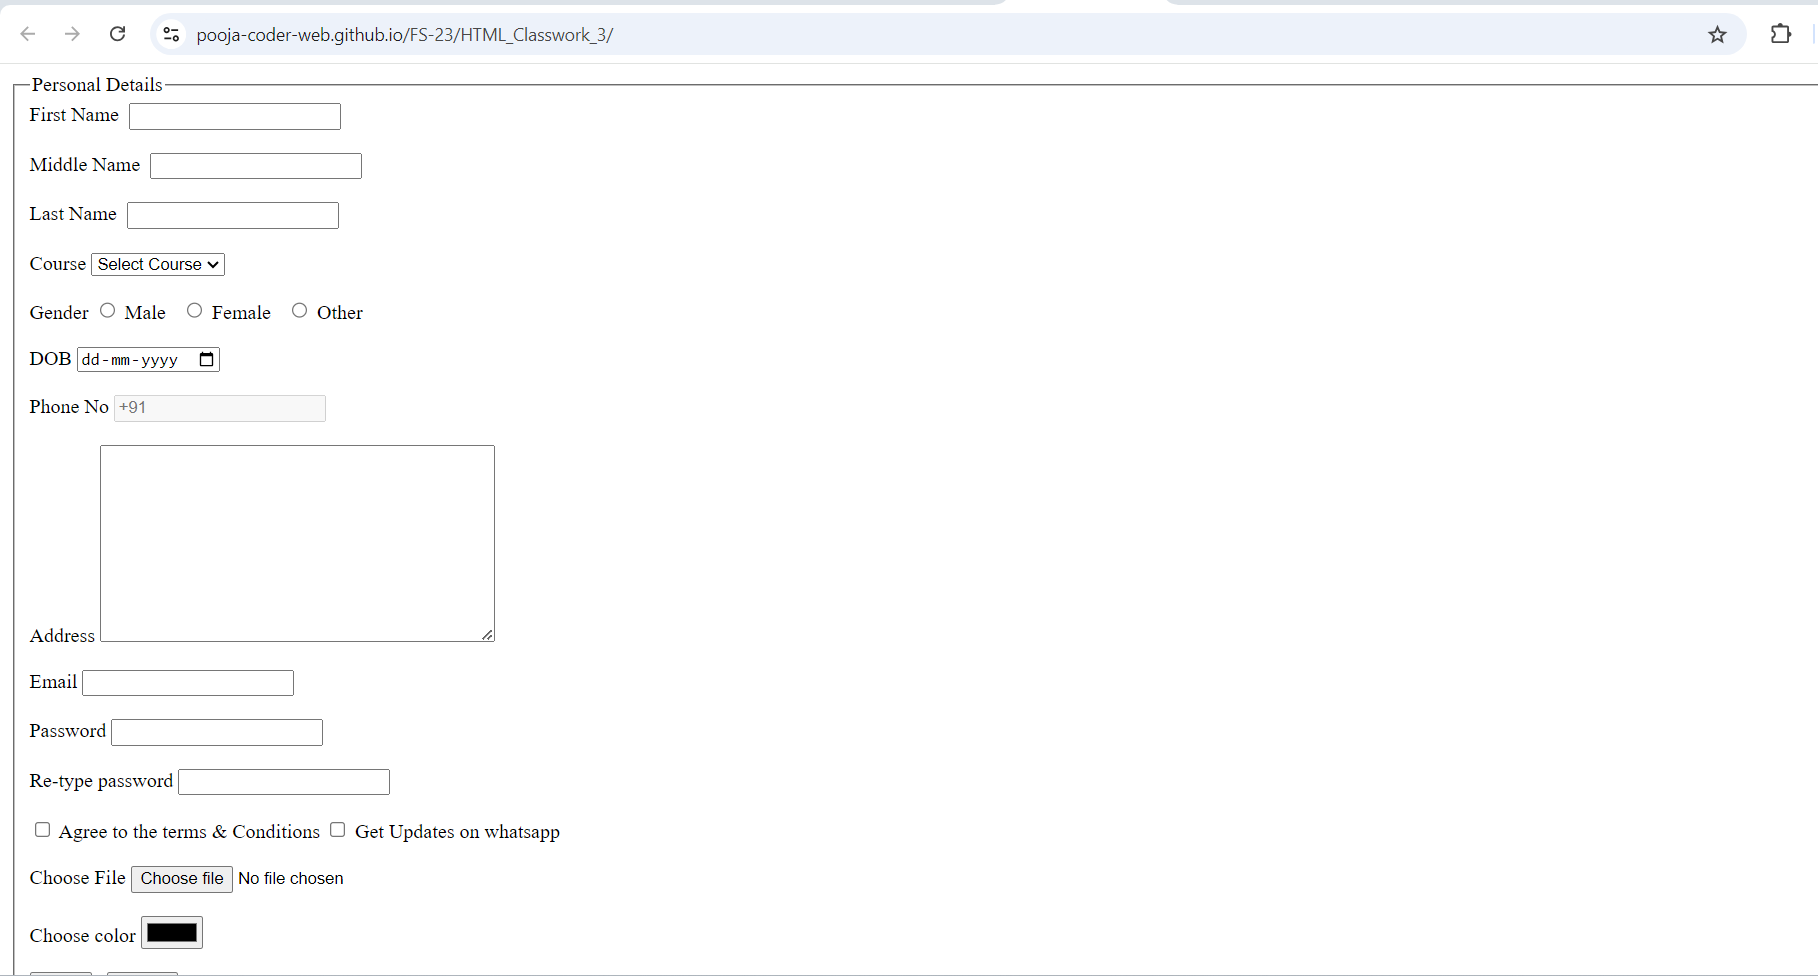 pooja-coder-web.github.io/FS-23/HTML_Classwork_3/
Personal Details
First Name
Middle Name
Last Name
Course Select Course
Gender Male Female Other
DOB dd-mm-yyyy
Phone No +91
Address
Email
Password
Re-type password
Agree to the terms & Conditions Get Updates on whatsapp
Choose File Choose file No file chosen
Choose color